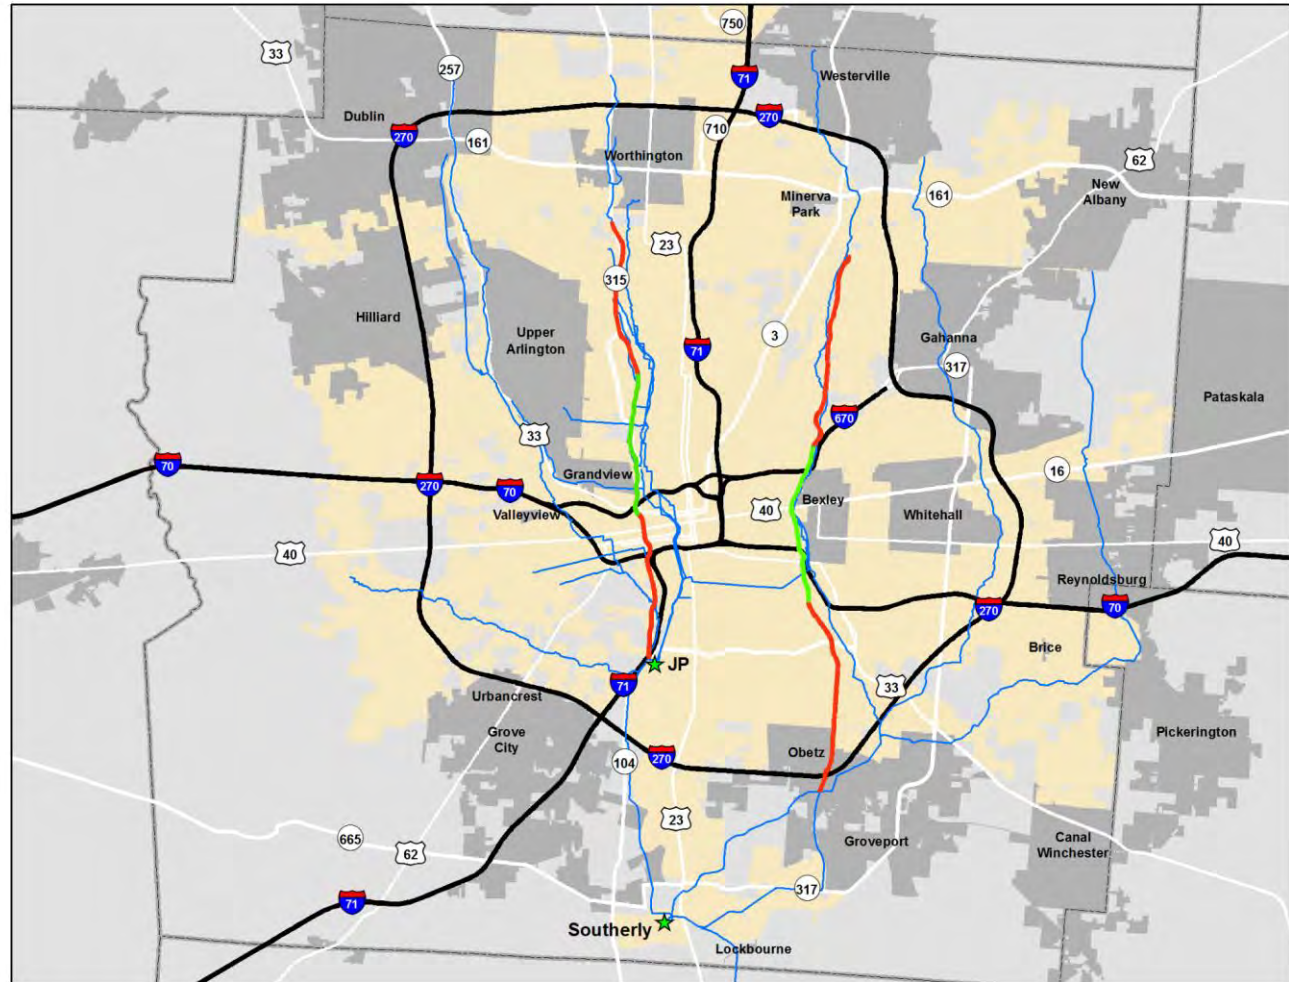 750
33
257
71
Westerville
Dublin
270
270
710
161
Worthington
62
New
Albany
Minerva
Park
161
23
315
Hilliard
Upper
Arlington
3
Gahanna
71
317
Pataskala
670
33
70
Grandview
16
270
70
Valleyview
40
Bexley
Whitehall
40
40
Reynoldsburg
270
70
Brice
JP
71
33
Urbancrest
Grove
City
Obetz
Pickerington
104
270
23
665
62
Groveport
Canal
Winchester
317
71
Southerly
Lockbourne